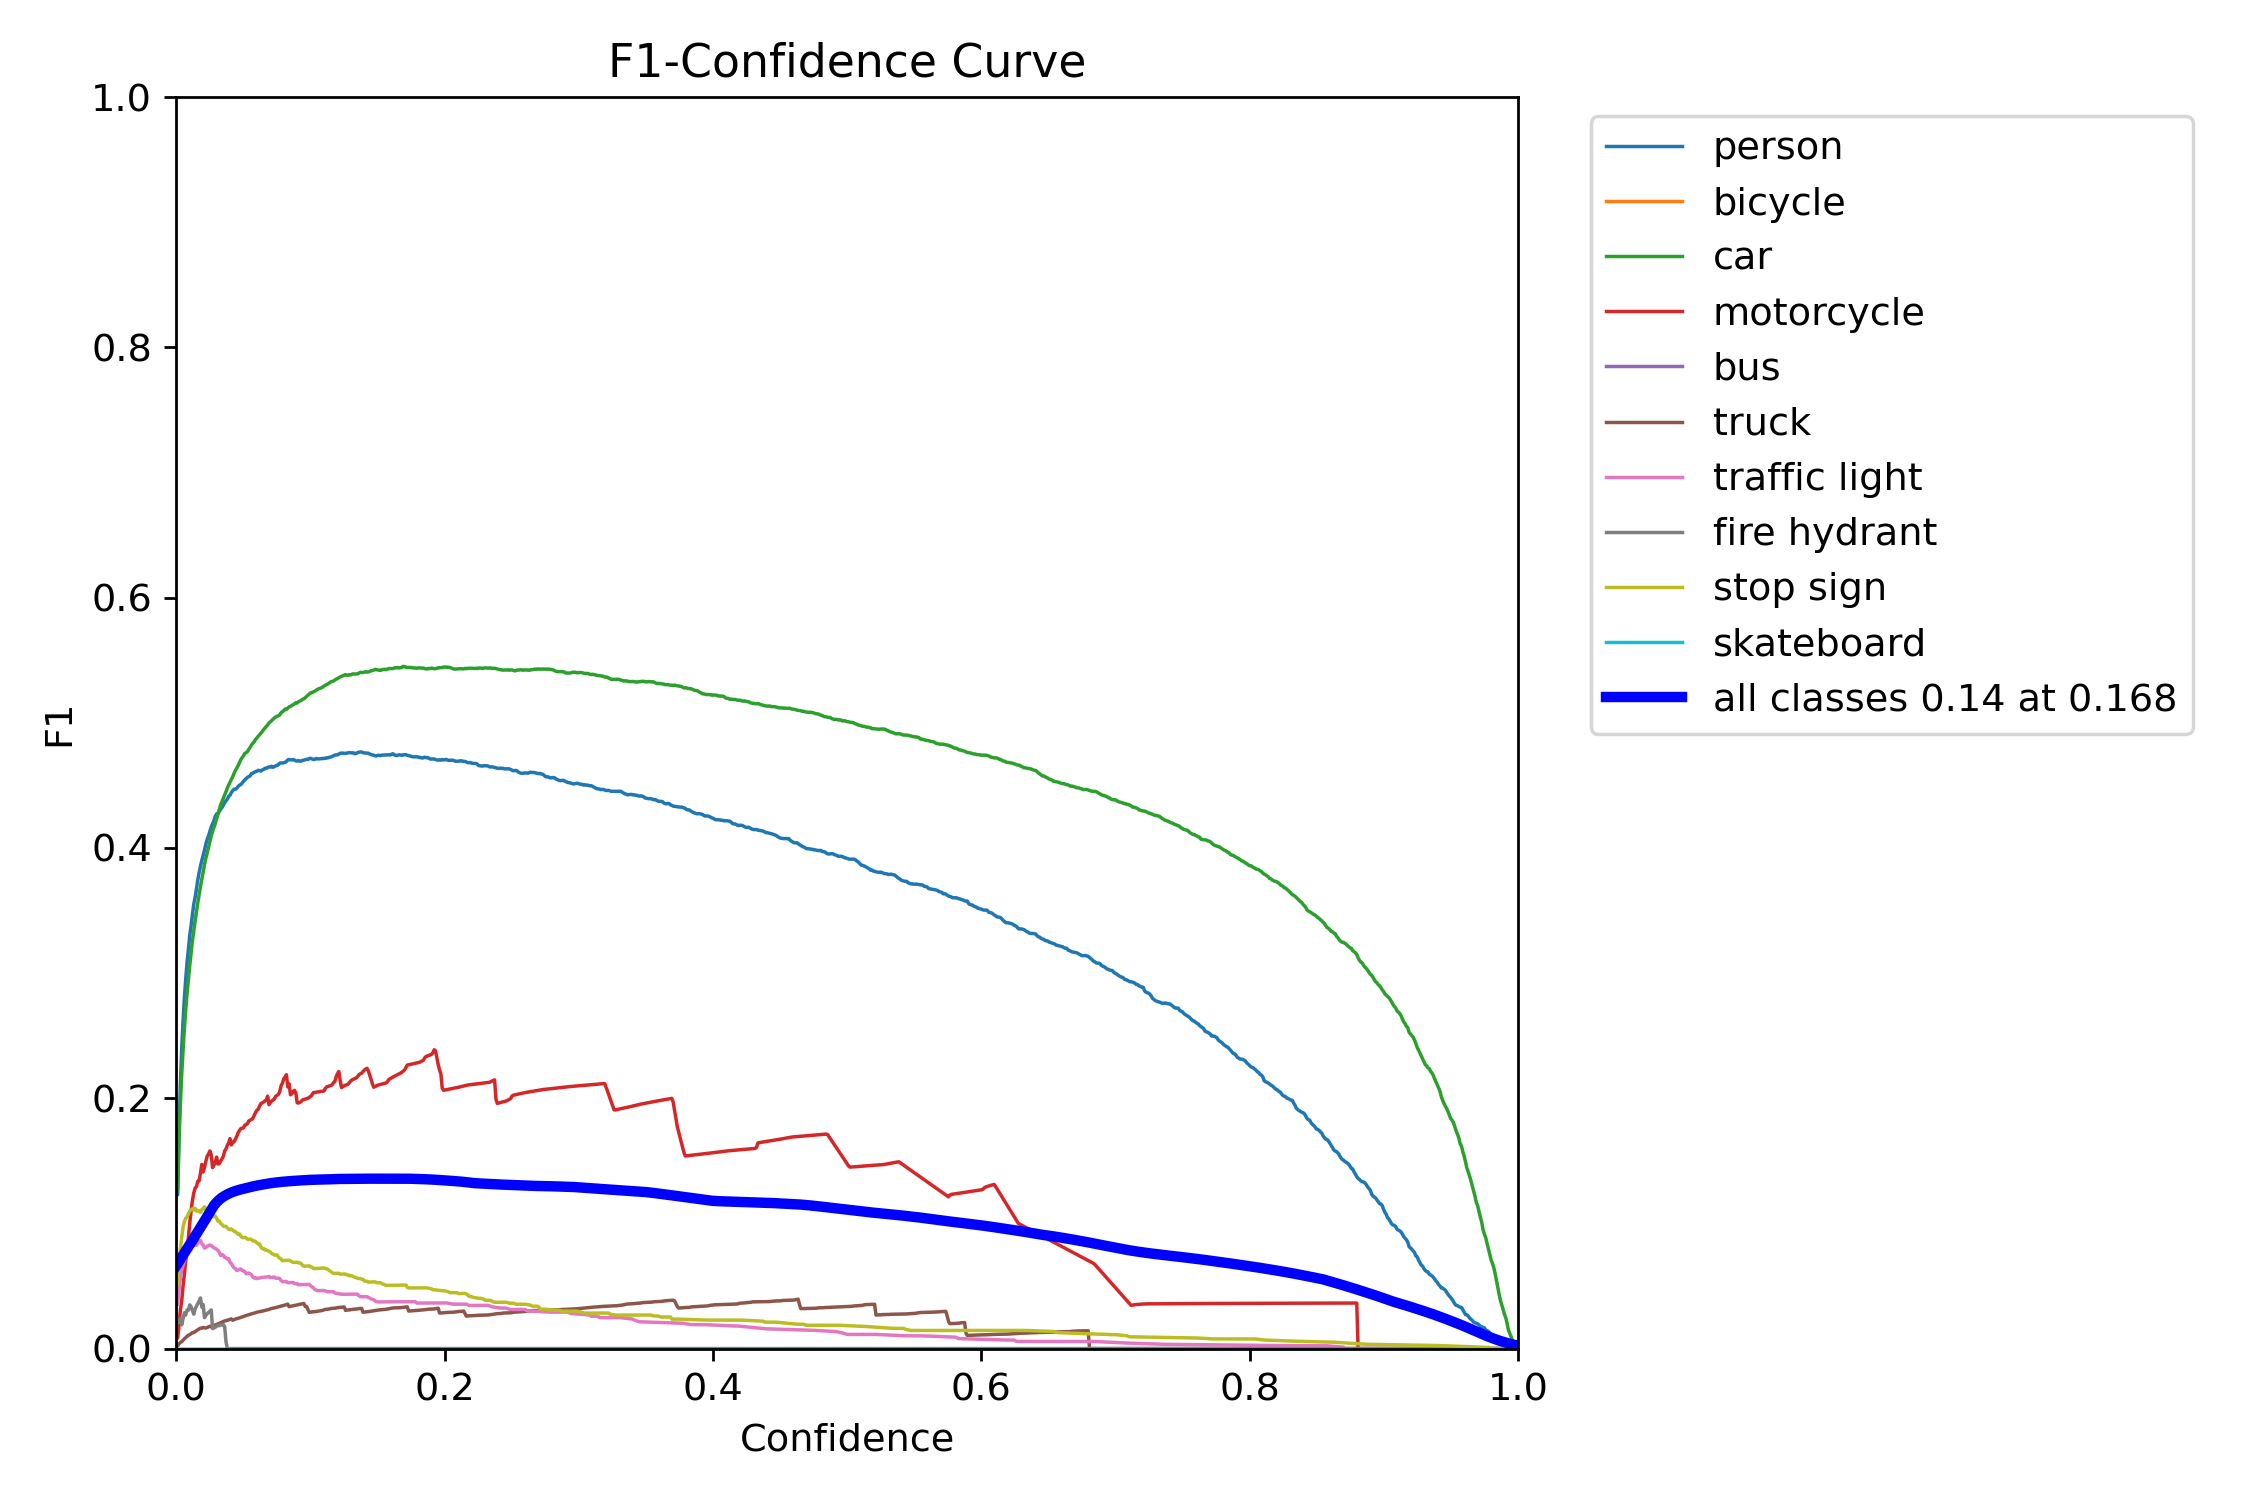 F1-Confidence Curve
1.0
0.8
0.6
0.4
0.2
0.0
F1
0.0 0.2 0.4 0.6 0.8 1.0
Confidence
person
bicycle
car
motorcycle
bus
truck
traffic light
fire hydrant
stop sign
skateboard
all classes 0.14 at 0.168